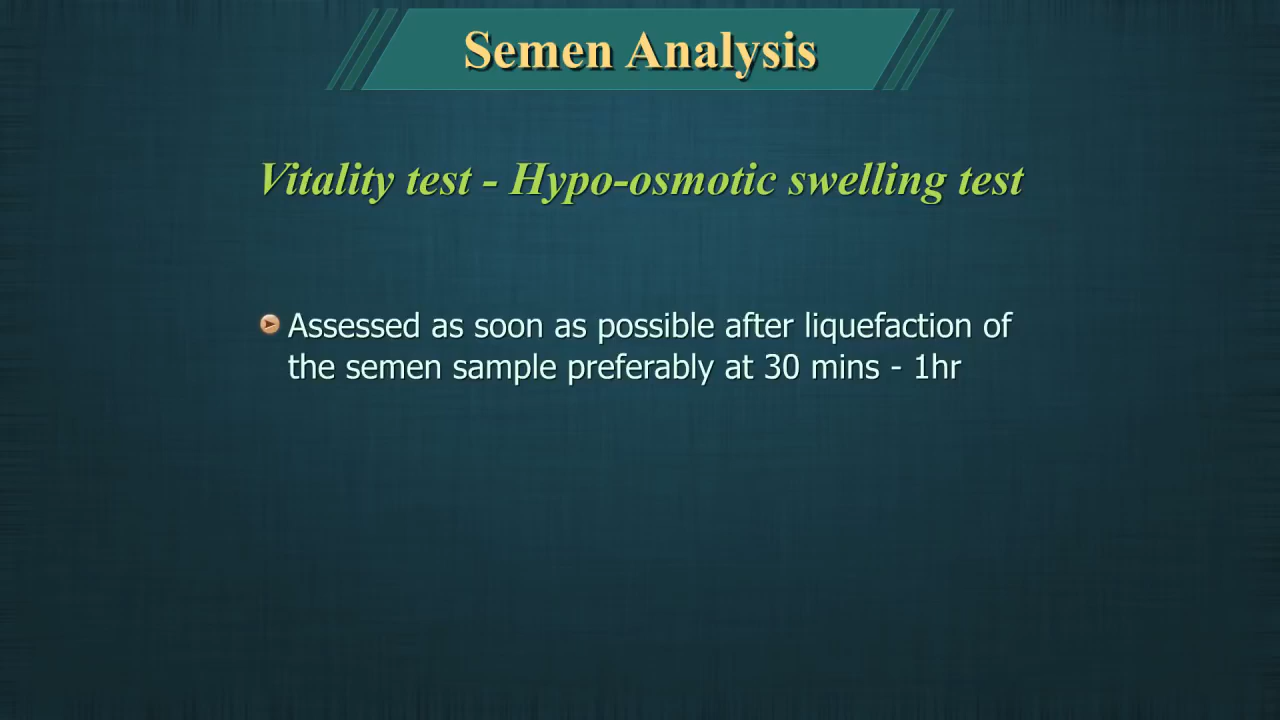 Semen Analysis
Vitality test - Hypo-osmotic swelling test
Assessed as soon as possible after liquefaction of
the semen sample preferably at 30 mins - 1hr